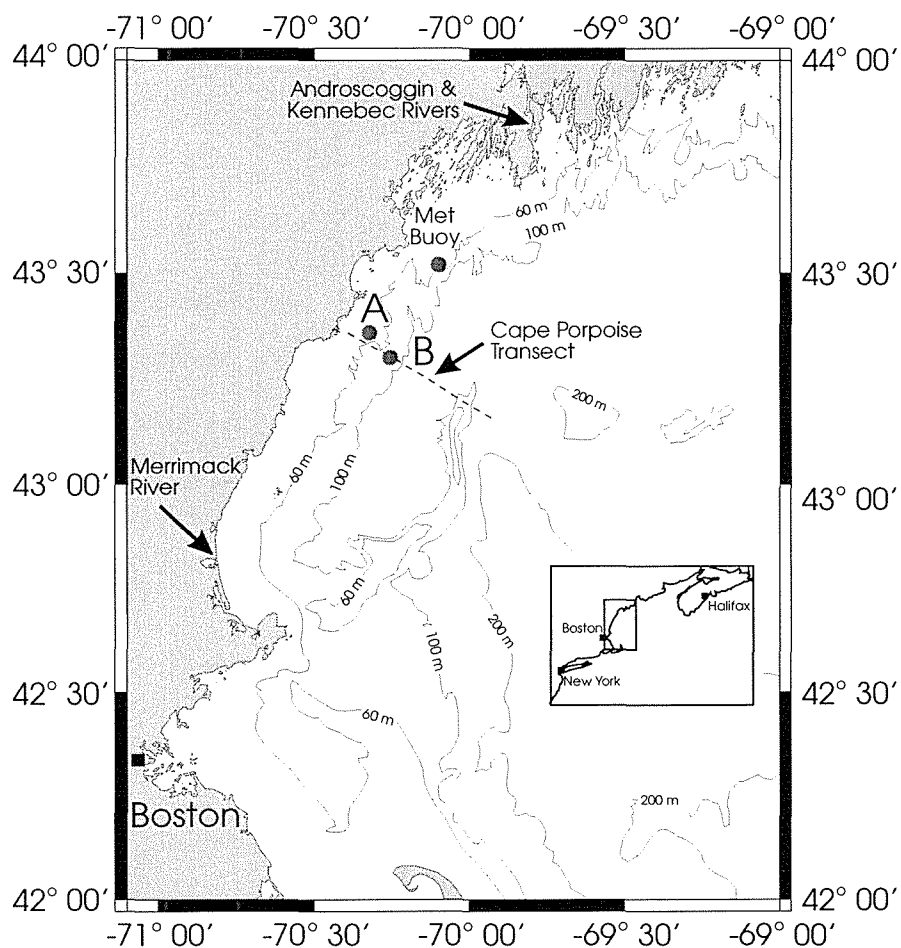 -71° 00′ -70° 30′ -70° 00′ -69° 30′ -69° 00′
44° 00′ 44° 00′
Androscoggin &
Kennebec Rivers
60 m
Met
Buoy
100 m
43° 30′ 43° 30′
A
Cape Porpoise
Transect
B
200 m
Merrimack
River
60 m
100 m
43° 00′ 43° 00′
60 m
Halifax
Boston
200 m
100 m
New York
42° 30′ 42° 30′
60 m
200 m
Boston
42° 00′ 42° 00′
-71° 00′ -70° 30′ -70° 00′ -69° 30′ -69° 00′